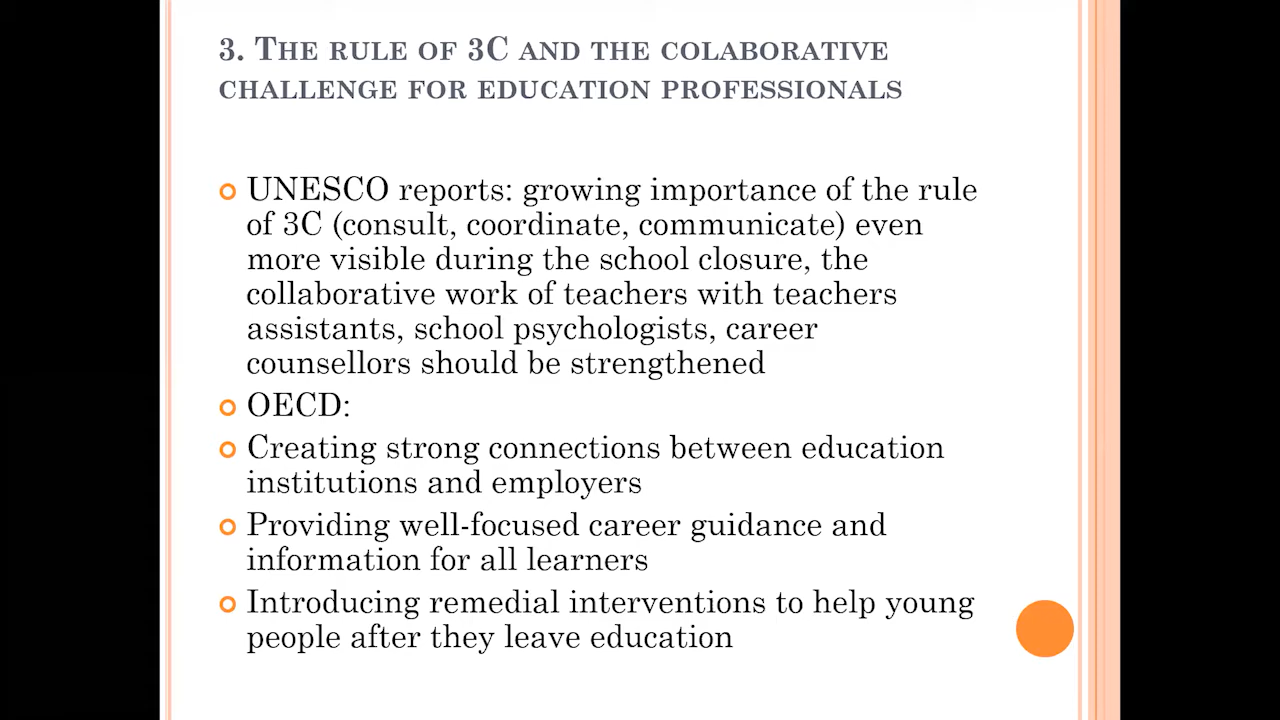 3. The rule of 3C and the colaborative
challenge for education professionals
UNESCO reports: growing importance of the rule
of 3C (consult, coordinate, communicate) even
more visible during the school closure, the
collaborative work of teachers with teachers
assistants, school psychologists, career
counsellors should be strengthened
OECD:
Creating strong connections between education
institutions and employers
Providing well-focused career guidance and
information for all learners
Introducing remedial interventions to help young
people after they leave education